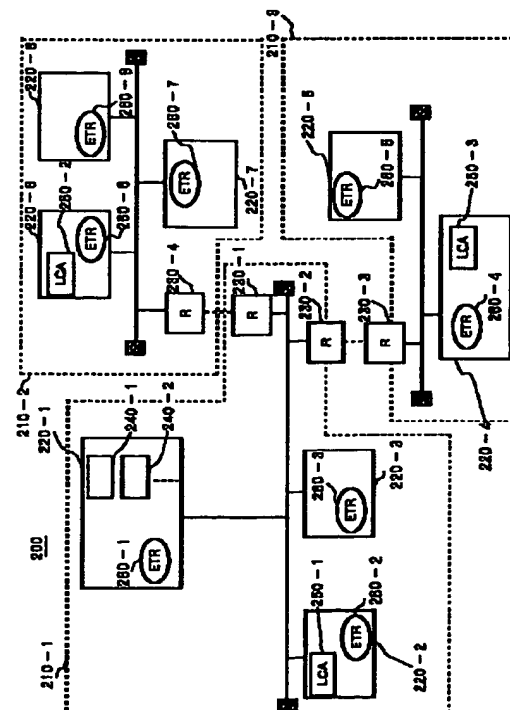 200
210-1
220-1
240-1
240-2
ETR
260-1
210-2
220-6
250-2
LCA
ETR
260-6
220-8
ETR
260-8
ETR
260-7
220-7
230-4
R
230-1
R
230-2
R
230-3
R
210-3
220-5
ETR
260-5
250-3
LCA
ETR
260-4
220-4
260-3
ETR
220-3
250-1
LCA
260-2
ETR
220-2